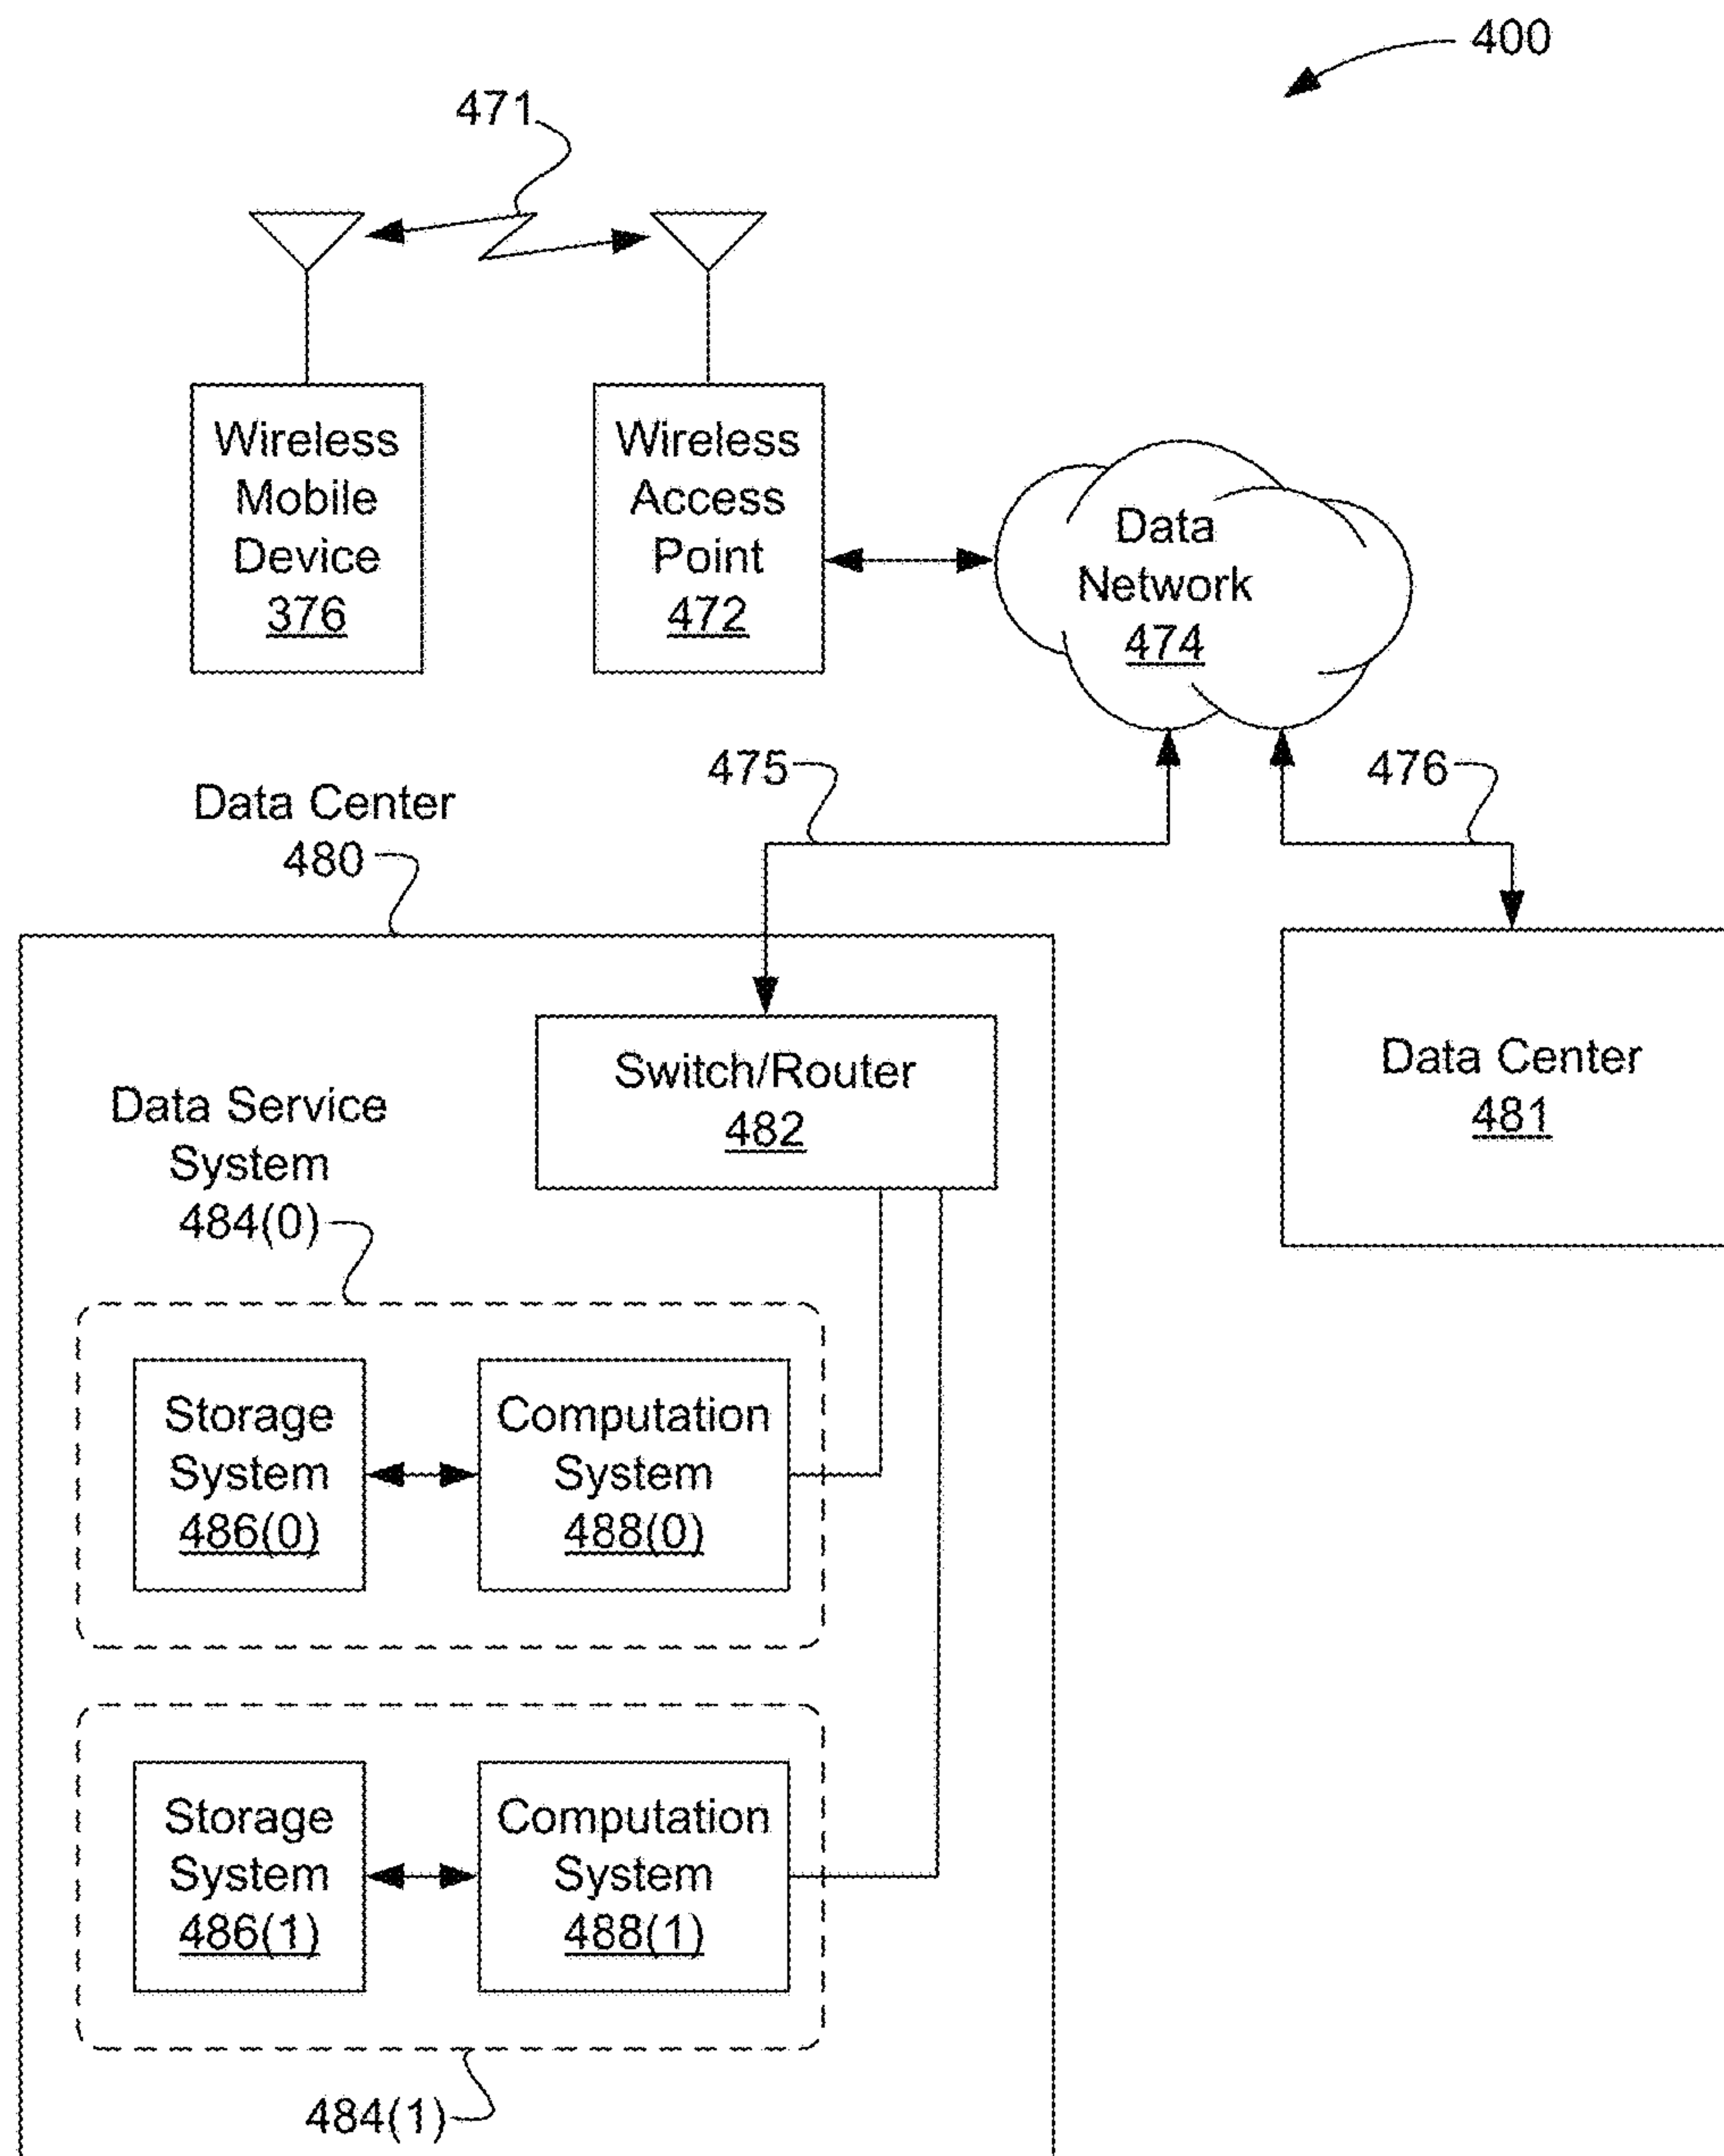 400
471
Wireless
Mobile
Device
376
Wireless
Access
Point
472
Data
Network
474
475
476
Data Center
480
Switch/Router
482
Data Center
481
Data Service
System
484(0)
Storage
System
486(0)
Computation
System
488(0)
Storage
System
486(1)
Computation
System
488(1)
484(1)